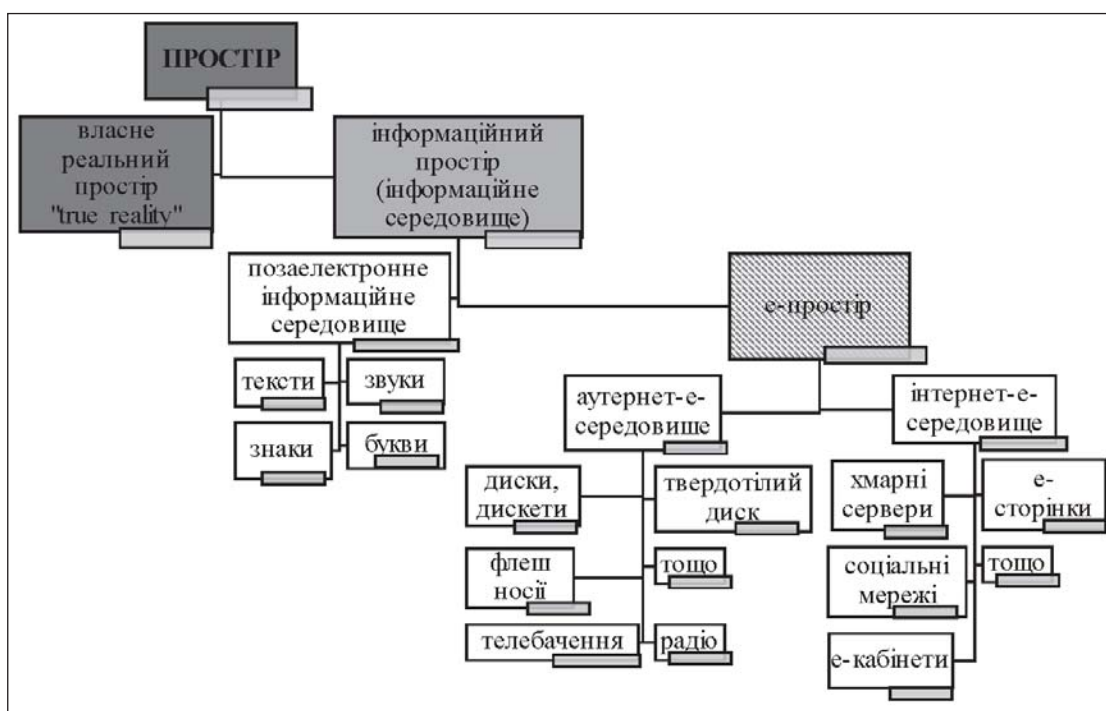 ПРОСТІР
власне
реальний
простір
"true reality"
інформаційний
простір
(інформаційне
середовище)
позаелектронне
інформаційне
середовище
е-простір
тексти
звуки
знаки
букви
аутернет-е-
середовише
інтернет-е-
середовище
диски,
дискети
твердотілий
диск
флеш
носії
тощо
телебачення
радіо
хмарні
сервери
е-
сторінки
соціальні
мережі
тощо
е-кабінети